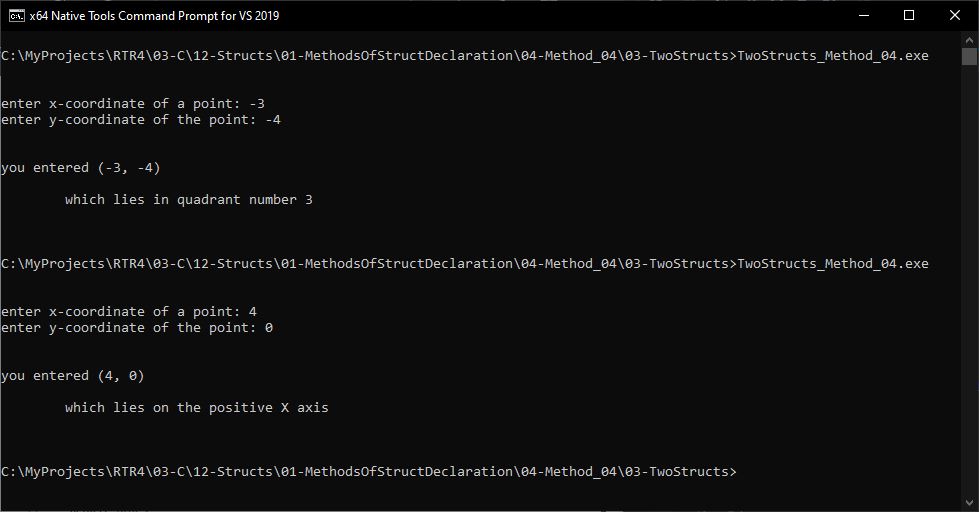 x64 Native Tools Command Prompt for VS 2019
C:\MyProjects\RTR4\03-C\12-Structs\01-MethodsOfStructDeclaration\04-Method_04\03-TwoStructs>TwoStructs_Method_04.exe
enter x-coordinate of a point: -3
enter y-coordinate of the point: -4
you entered (-3, -4)
which lies in quadrant number 3
C:\MyProjects\RTR4\03-C\12-Structs\01-MethodsOfStructDeclaration\04-Method_04\03-TwoStructs>TwoStructs_Method_04.exe
enter x-coordinate of a point: 4
enter y-coordinate of the point: 0
you entered (4, 0)
which lies on the positive X axis
C:\MyProjects\RTR4\03-C\12-Structs\01-MethodsOfStructDeclaration\04-Method_04\03-TwoStructs>